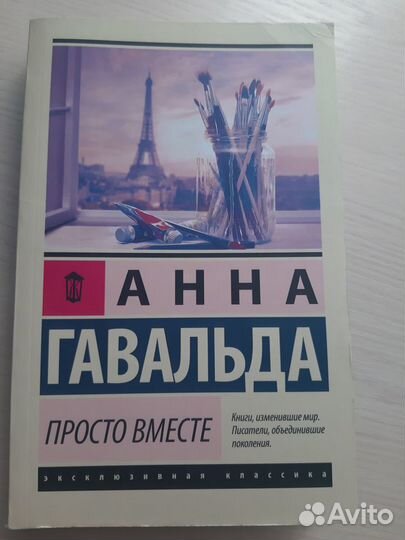 АННА
ГАВАЛЬДА
ПРОСТО ВМЕСТЕ
Книги, изменившие мир.
Писатели, объединившие
поколения.
эксклюзивная классика
Avito